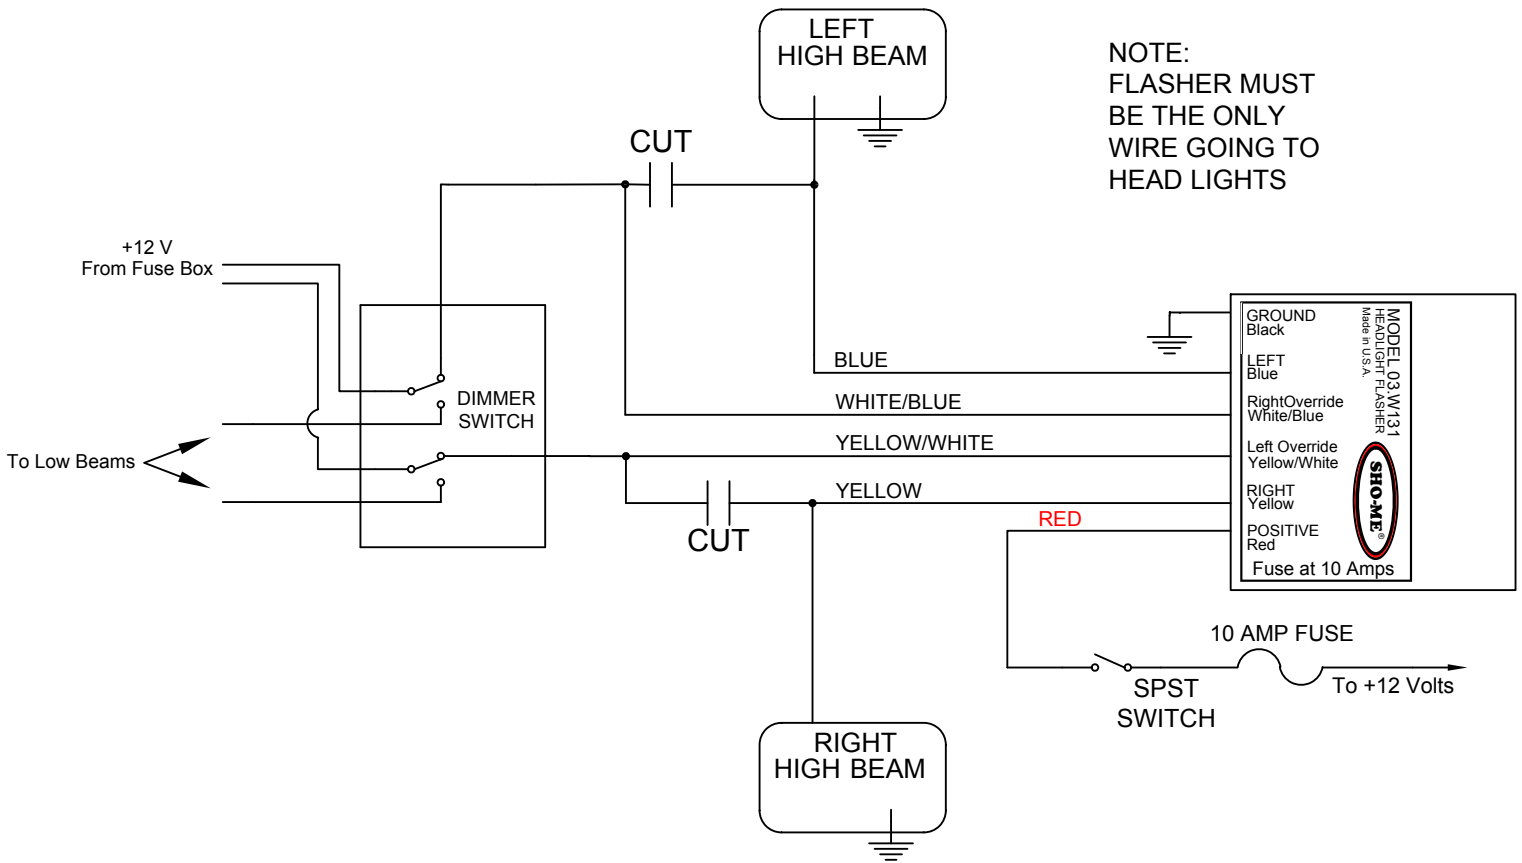 LEFT
HIGH BEAM
NOTE:
FLASHER MUST
BE THE ONLY
WIRE GOING TO
HEAD LIGHTS
CUT
+12 V
From Fuse Box
DIMMER
SWITCH
To Low Beams
BLUE
WHITE/BLUE
YELLOW/WHITE
YELLOW
RED
CUT
GROUND
Black
LEFT
Blue
RightOverride
White/Blue
Left Override
Yellow/White
RIGHT
Yellow
POSITIVE
Red
Fuse at 10 Amps
MODEL 03.W131
HEADLIGHT FLASHER
Made in U.S.A.
SHO-ME®
10 AMP FUSE
SPST
SWITCH
To +12 Volts
RIGHT
HIGH BEAM